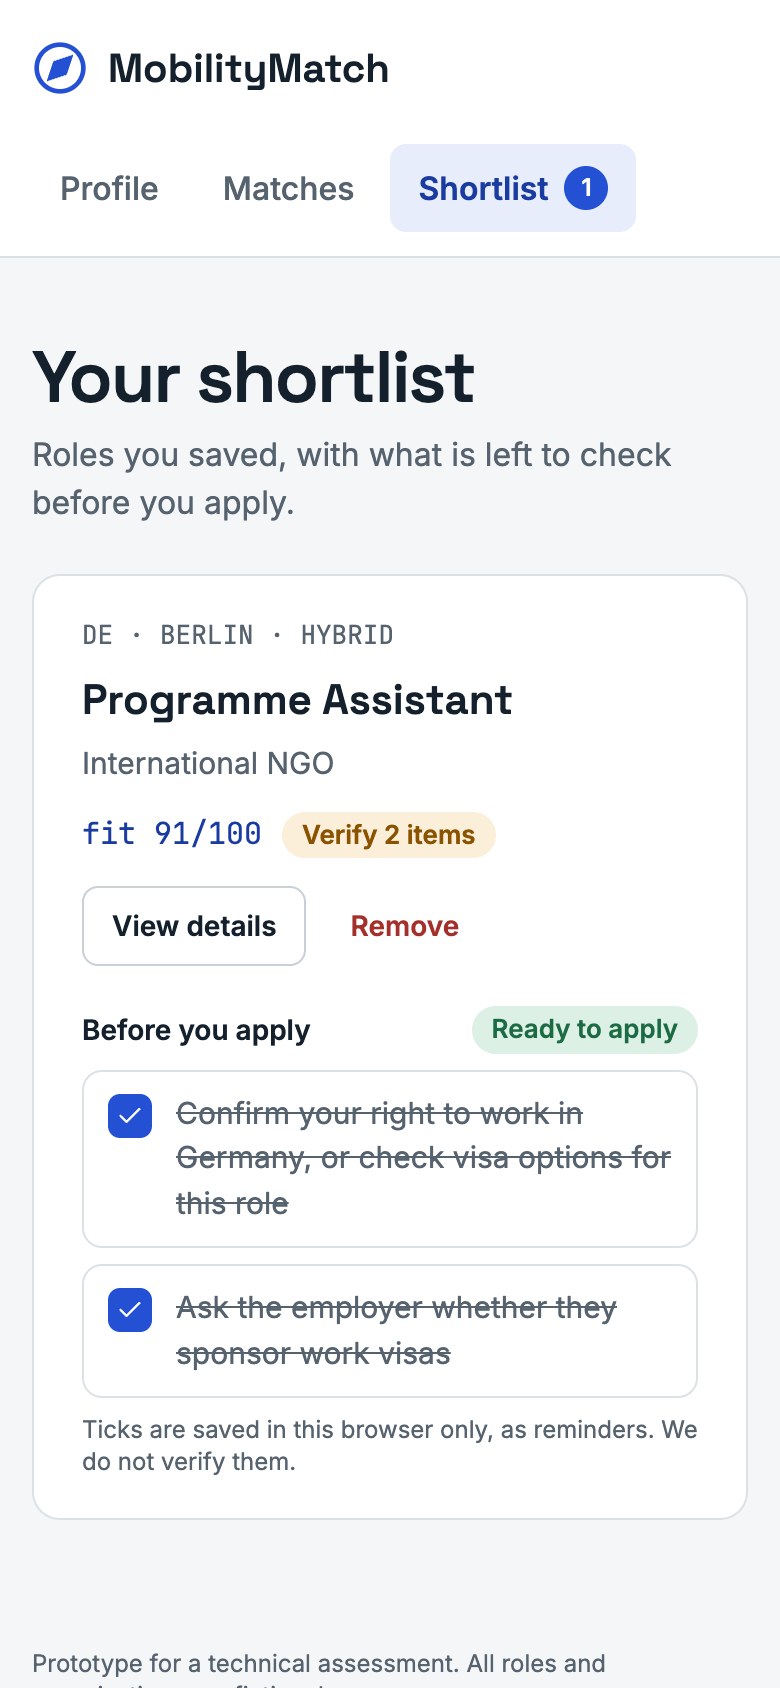 MobilityMatch
Profile Matches Shortlist 1
Your shortlist
Roles you saved, with what is left to check
before you apply.
DE · BERLIN · HYBRID
Programme Assistant
International NGO
fit 91/100 Verify 2 items
View details Remove
Before you apply Ready to apply
Confirm your right to work in
Germany, or check visa options for
this role
Ask the employer whether they
sponsor work visas
Ticks are saved in this browser only, as reminders. We
do not verify them.
Prototype for a technical assessment. All roles and